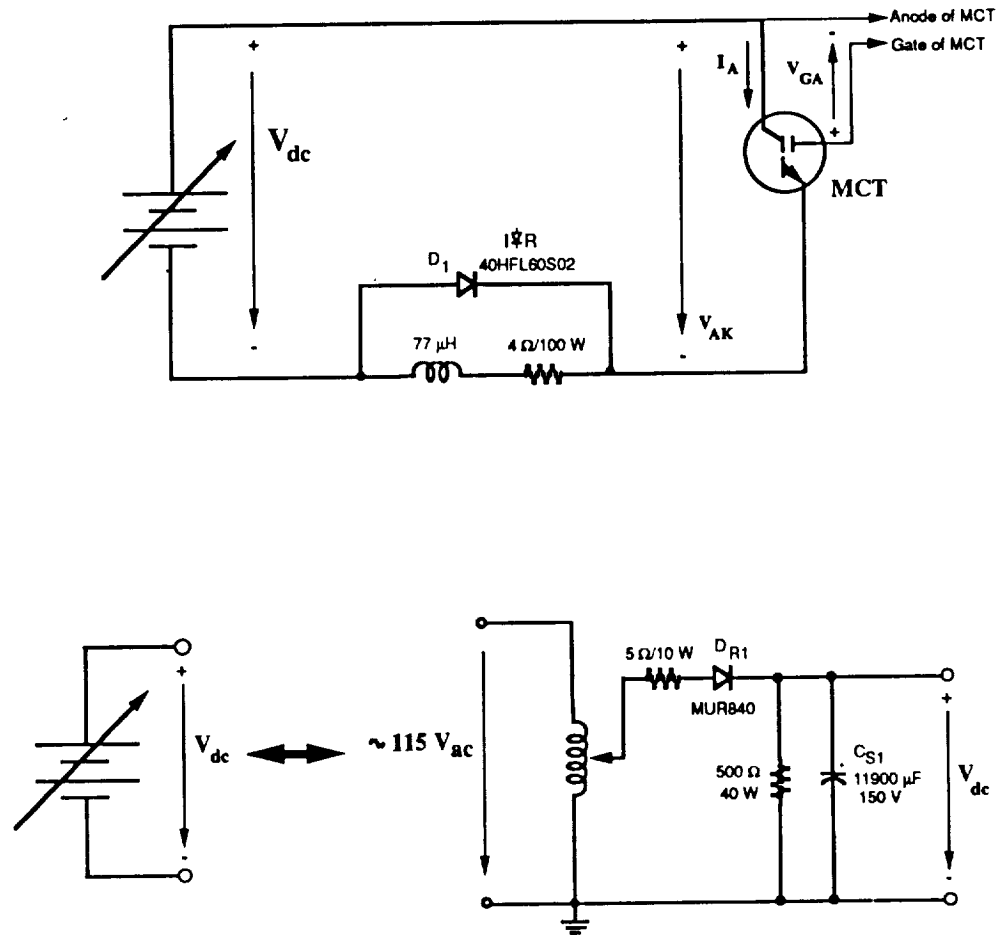 Anode of MCT
Gate of MCT
+
+
-
I_A
V_GA
+
V_dc
MCT
I R
D_1
40HFL60S02
V_AK
77 μH
4 Ω/100 W
-
-
5 Ω/10 W
D_R1
MUR840
+
+
V_dc
~ 115 V_ac
500 Ω
40 W
C_S1
11900 μF
150 V
V_dc
-
-